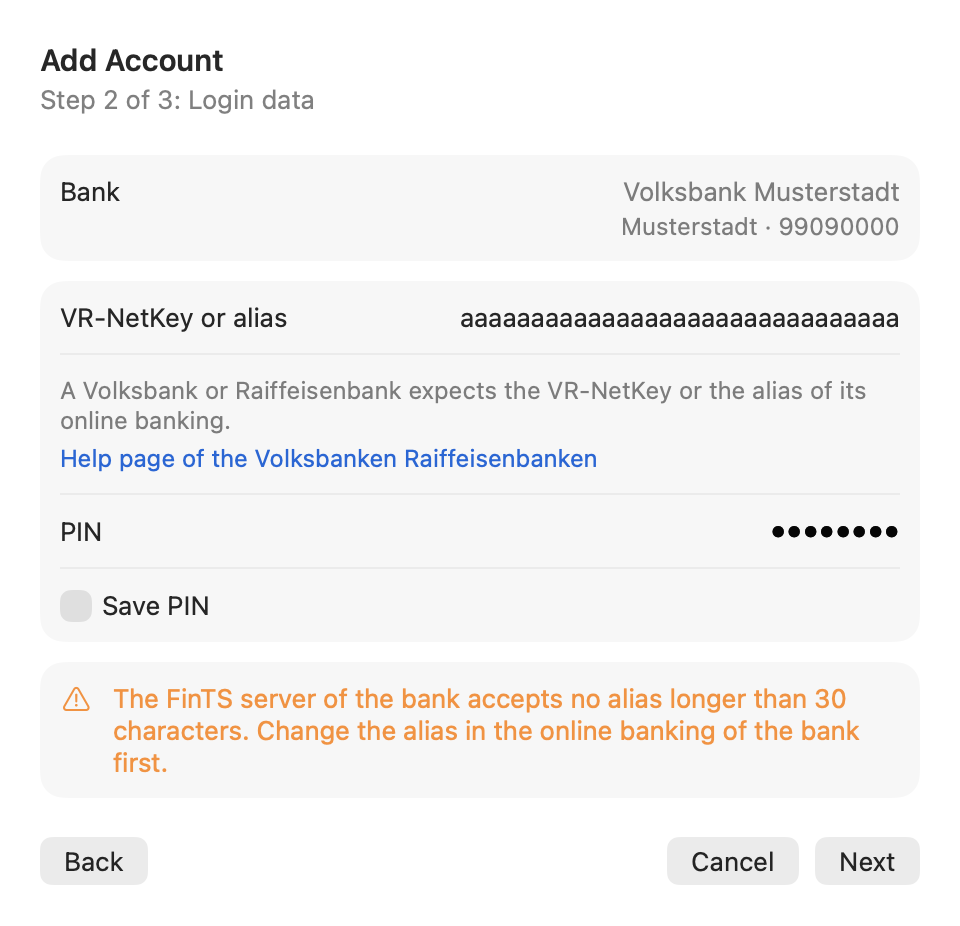 Add Account
Step 2 of 3: Login data
Bank
Volksbank Musterstadt
Musterstadt · 99090000
VR-NetKey or alias
aaaaaaaaaaaaaaaaaaaaaaaaaaaaaaa
A Volksbank or Raiffeisenbank expects the VR-NetKey or the alias of its
online banking.
Help page of the Volksbanken Raiffeisenbanken
PIN
••••••••
Save PIN
The FinTS server of the bank accepts no alias longer than 30
characters. Change the alias in the online banking of the bank
first.
Back
Cancel
Next